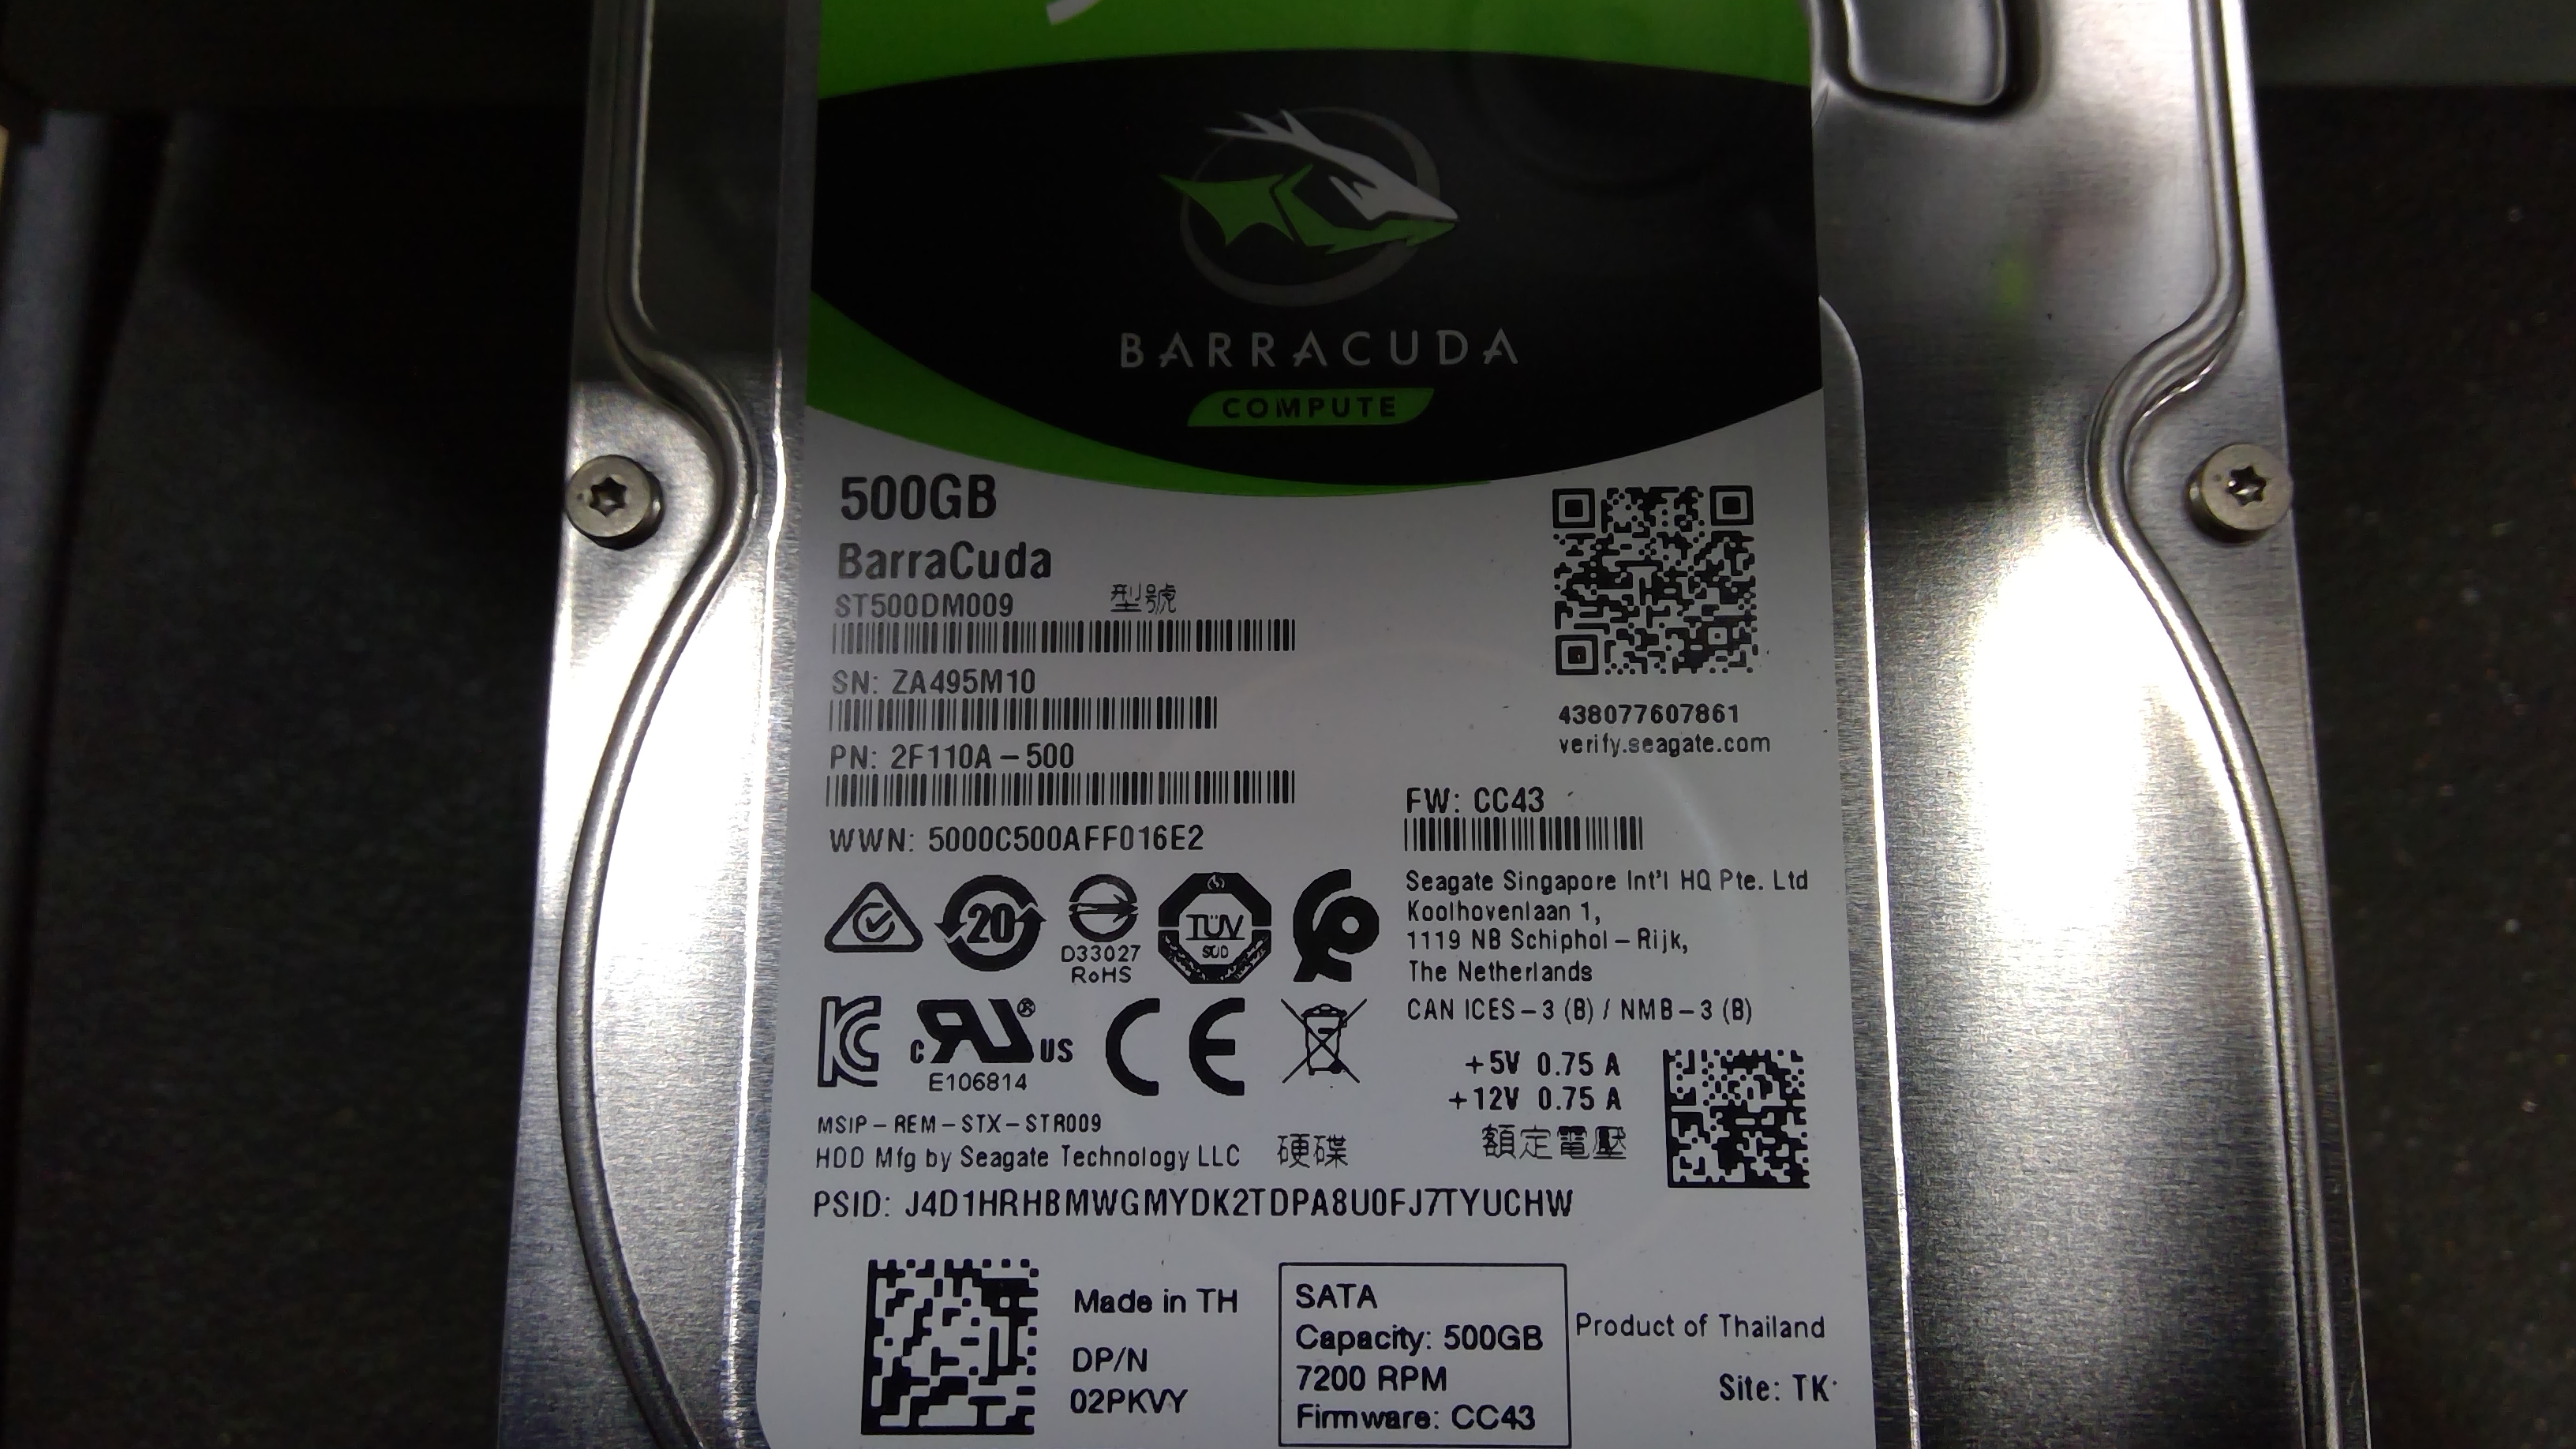 BARRACUDA
COMPUTE
500GB
BarraCuda
ST500DM009 型號
SN: ZA495M10
PN: 2F110A-500
WWN: 5000C500AFF016E2
438077607861
verify.seagate.com
FW: CC43
Seagate Singapore Int'l HQ Pte. Ltd
Koolhovenlaan 1,
1119 NB Schiphol-Rijk,
The Netherlands
CAN ICES-3 (B) / NMB-3 (B)
20
D33027
RoHS
TÜV
SUD
c RU ® US
E106814
CE
+5V 0.75 A
+12V 0.75 A
額定電壓
MSIP-REM-STX-STR009
HDD Mfg by Seagate Technology LLC 硬碟
PSID: J4D1HRHBMWGMYDK2TDPA8U0FJ7TYUCHW
Made in TH
DP/N
02PKVY
SATA
Capacity: 500GB
7200 RPM
Firmware: CC43
Product of Thailand
Site: TK